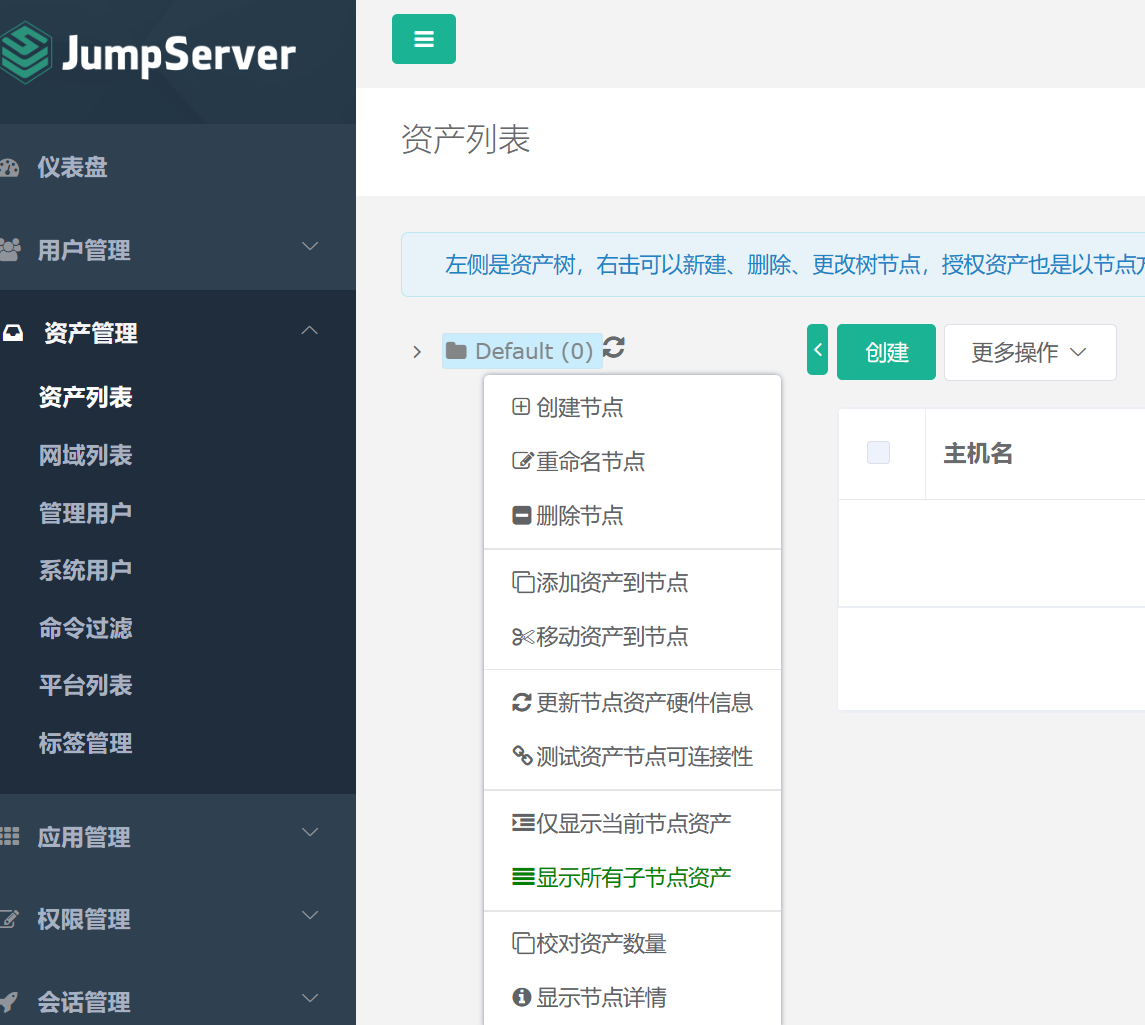 JumpServer
仪表盘
用户管理
资产管理
资产列表
网域列表
管理用户
系统用户
命令过滤
平台列表
标签管理
应用管理
权限管理
会话管理
资产列表
左侧是资产树，右击可以新建、删除、更改树节点，授权资产也是以节点方
Default (0)
创建节点
重命名节点
删除节点
添加资产到节点
移动资产到节点
更新节点资产硬件信息
测试资产节点可连接性
仅显示当前节点资产
显示所有子节点资产
校对资产数量
显示节点详情
创建
更多操作
主机名